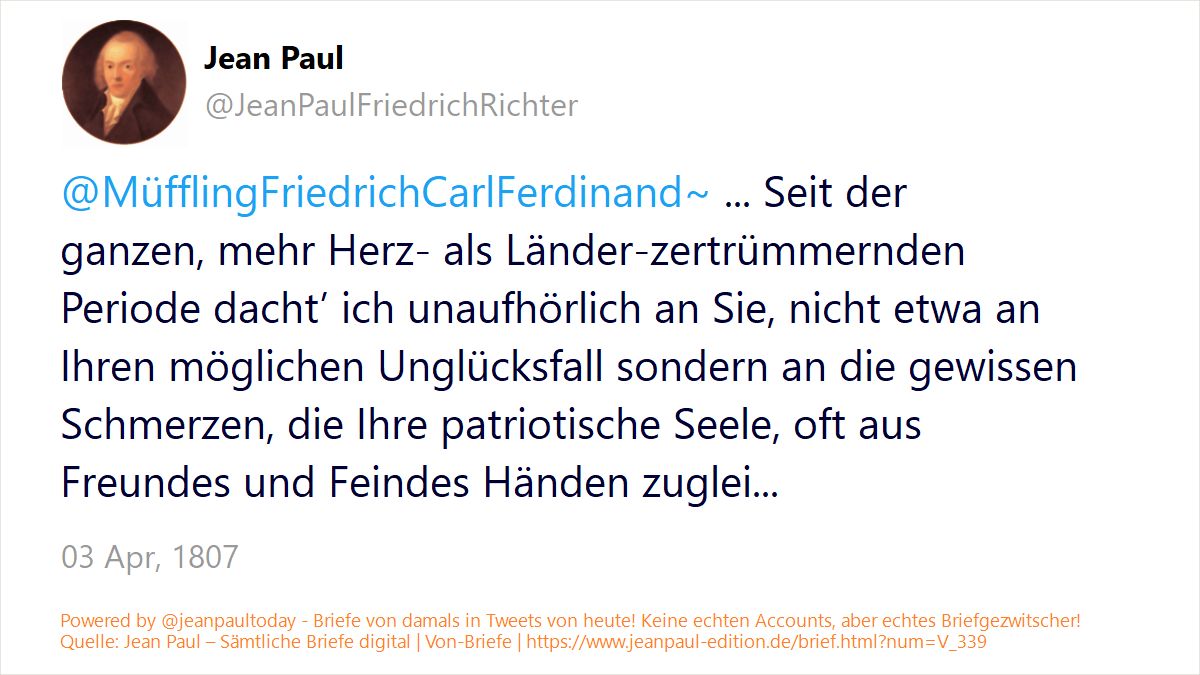 Jean Paul
@JeanPaulFriedrichRichter
@MüfflingFriedrichCarlFerdinand~ ... Seit der
ganzen, mehr Herz- als Länder-zertrümmernden
Periode dacht’ ich unaufhörlich an Sie, nicht etwa an
Ihren möglichen Unglücksfall sondern an die gewissen
Schmerzen, die Ihre patriotische Seele, oft aus
Freundes und Feindes Händen zuglei...
03 Apr, 1807
Powered by @jeanpaultoday - Briefe von damals in Tweets von heute! Keine echten Accounts, aber echtes Briefgezwitscher!
Quelle: Jean Paul – Sämtliche Briefe digital | Von-Briefe | https://www.jeanpaul-edition.de/brief.html?num=V_339